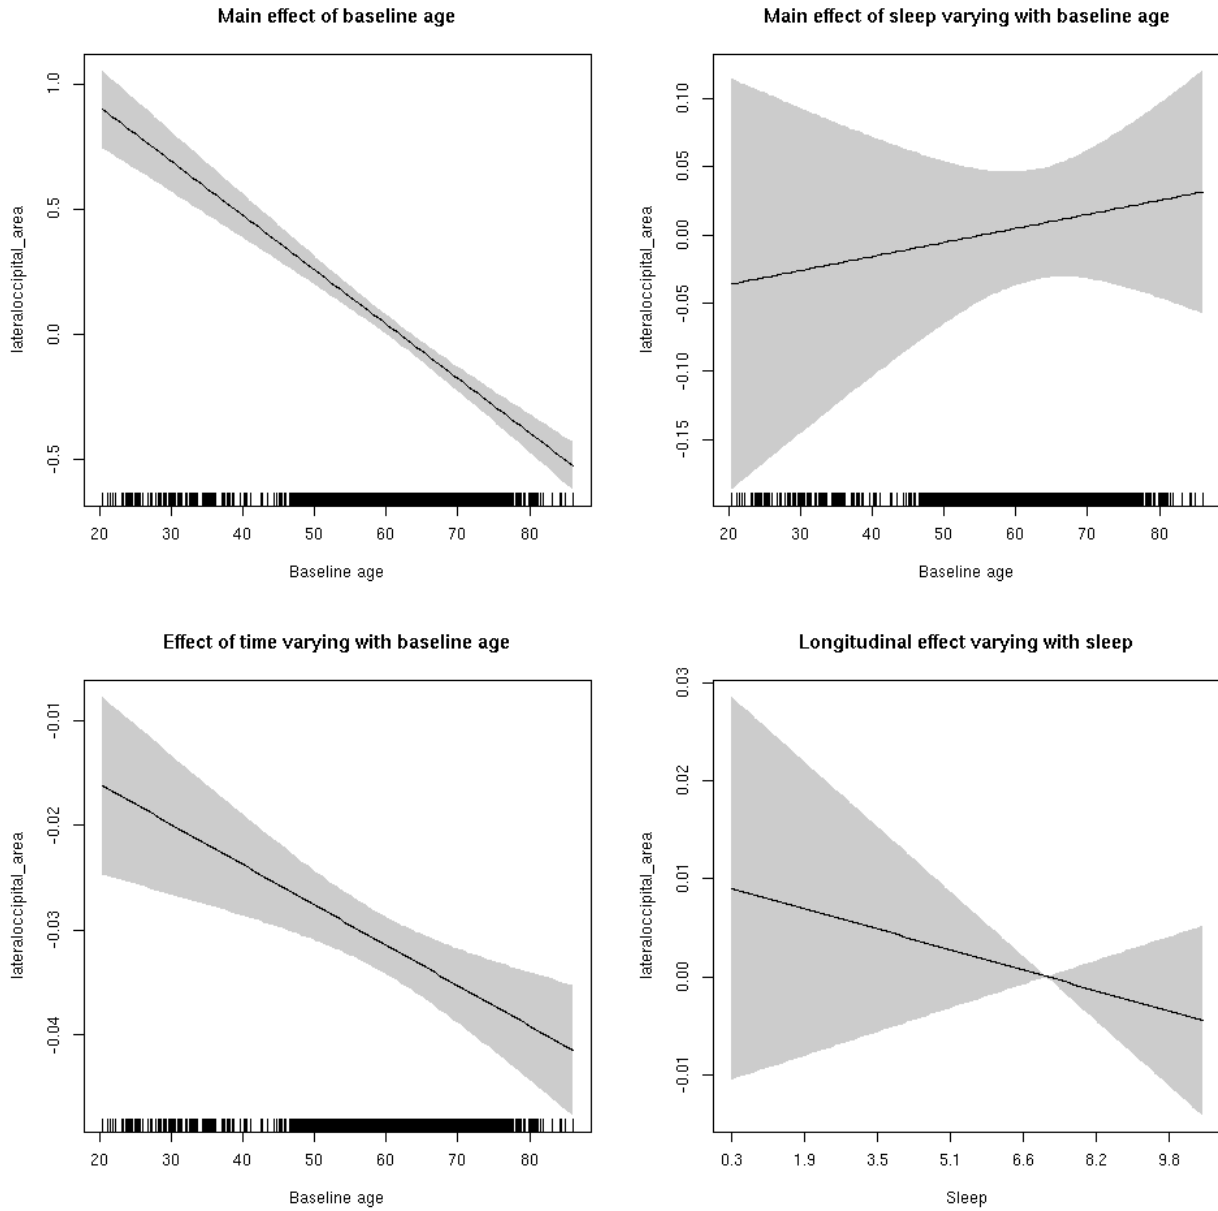 Main effect of baseline age
lateraloccipital_area
1.0
0.5
0.0
-0.5
20 30 40 50 60 70 80
Baseline age
Main effect of sleep varying with baseline age
lateraloccipital_area
0.10
0.05
0.00
-0.05
-0.10
-0.15
20 30 40 50 60 70 80
Baseline age
Effect of time varying with baseline age
lateraloccipital_area
-0.01
-0.02
-0.03
-0.04
20 30 40 50 60 70 80
Baseline age
Longitudinal effect varying with sleep
lateraloccipital_area
0.03
0.02
0.01
0.00
-0.01
0.3 1.9 3.5 5.1 6.6 8.2 9.8
Sleep